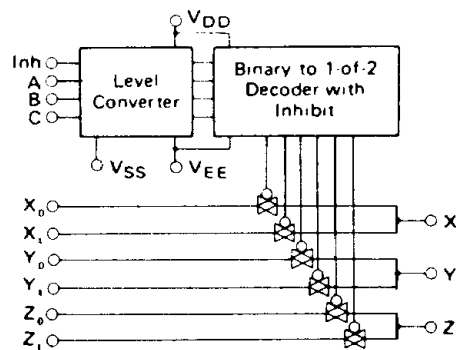 VDD
Inh
A
B
C
Level
Converter
Binary to 1-of-2
Decoder with
Inhibit
VSS
VEE
X0
X1
X
Y0
Y1
Y
Z0
Z1
Z